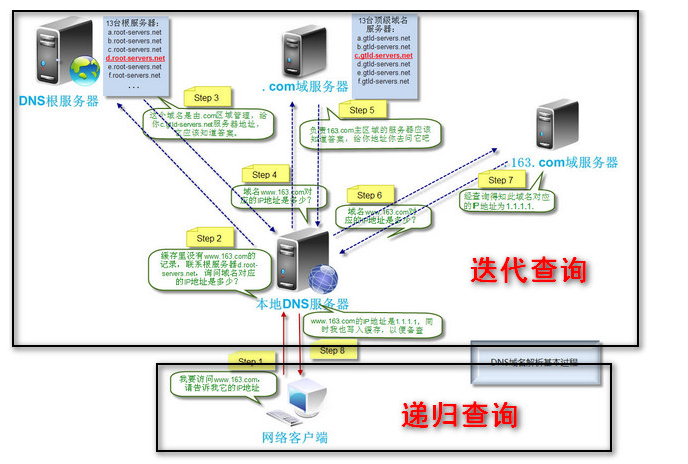 13台根服务器：
a.root-servers.net
b.root-servers.net
c.root-servers.net
d.root-servers.net
e.root-servers.net
f.root-servers.net
...
DNS根服务器
13台顶级域名
服务器：
a.gtld-servers.net
b.gtld-servers.net
c.gtld-servers.net
d.gtld-servers.net
e.gtld-servers.net
f.gtld-servers.net
.com域服务器
Step 3
这个域名是由.com区域管理，给
你c.gtld-servers.net服务器地址，
它应该知道答案。
Step 5
负责163.com主区域的服务器应该
知道答案，给你地址你去问它吧
.163.com域服务器
Step 4
域名www.163.com对
应的IP地址是多少？
Step 6
域名www.163.com对
应的IP地址是多少？
Step 7
经查询得知此域名对应
的IP地址为1.1.1.1.
Step 2
缓存里没有www.163.com的
记录，联系根服务器d.root-
servers.net，询问域名对应
的IP地址是多少？
迭代查询
本地DNS服务器
www.163.com的IP地址是1.1.1.1，同
时我也写入缓存，以便备查
Step 1
Step 8
DNS域名解析基本过程
我要访问www.163.com，
请告诉我它的IP地址
递归查询
网络客户端